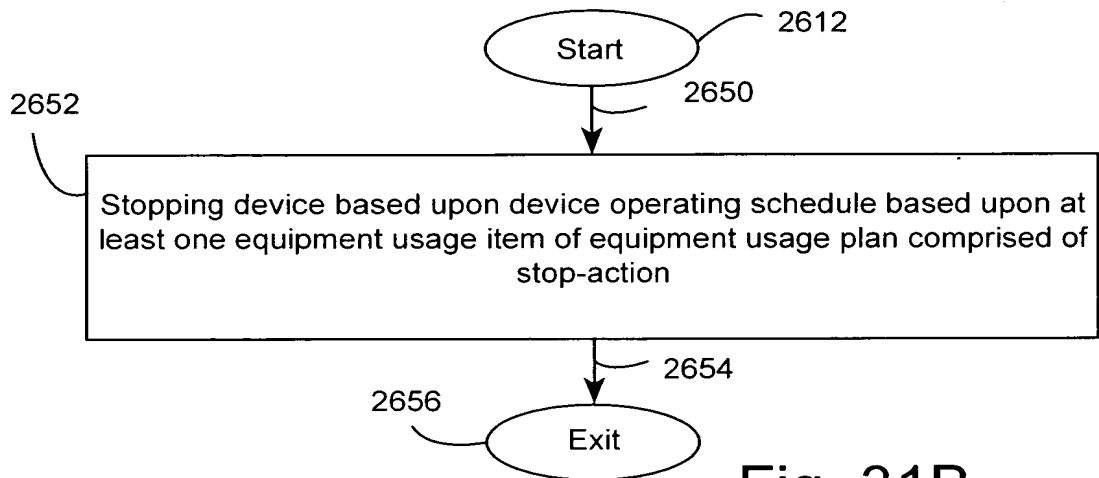 2612
Start
2650
2652
Stopping device based upon device operating schedule based upon at
least one equipment usage item of equipment usage plan comprised of
stop-action
2654
2656
Exit